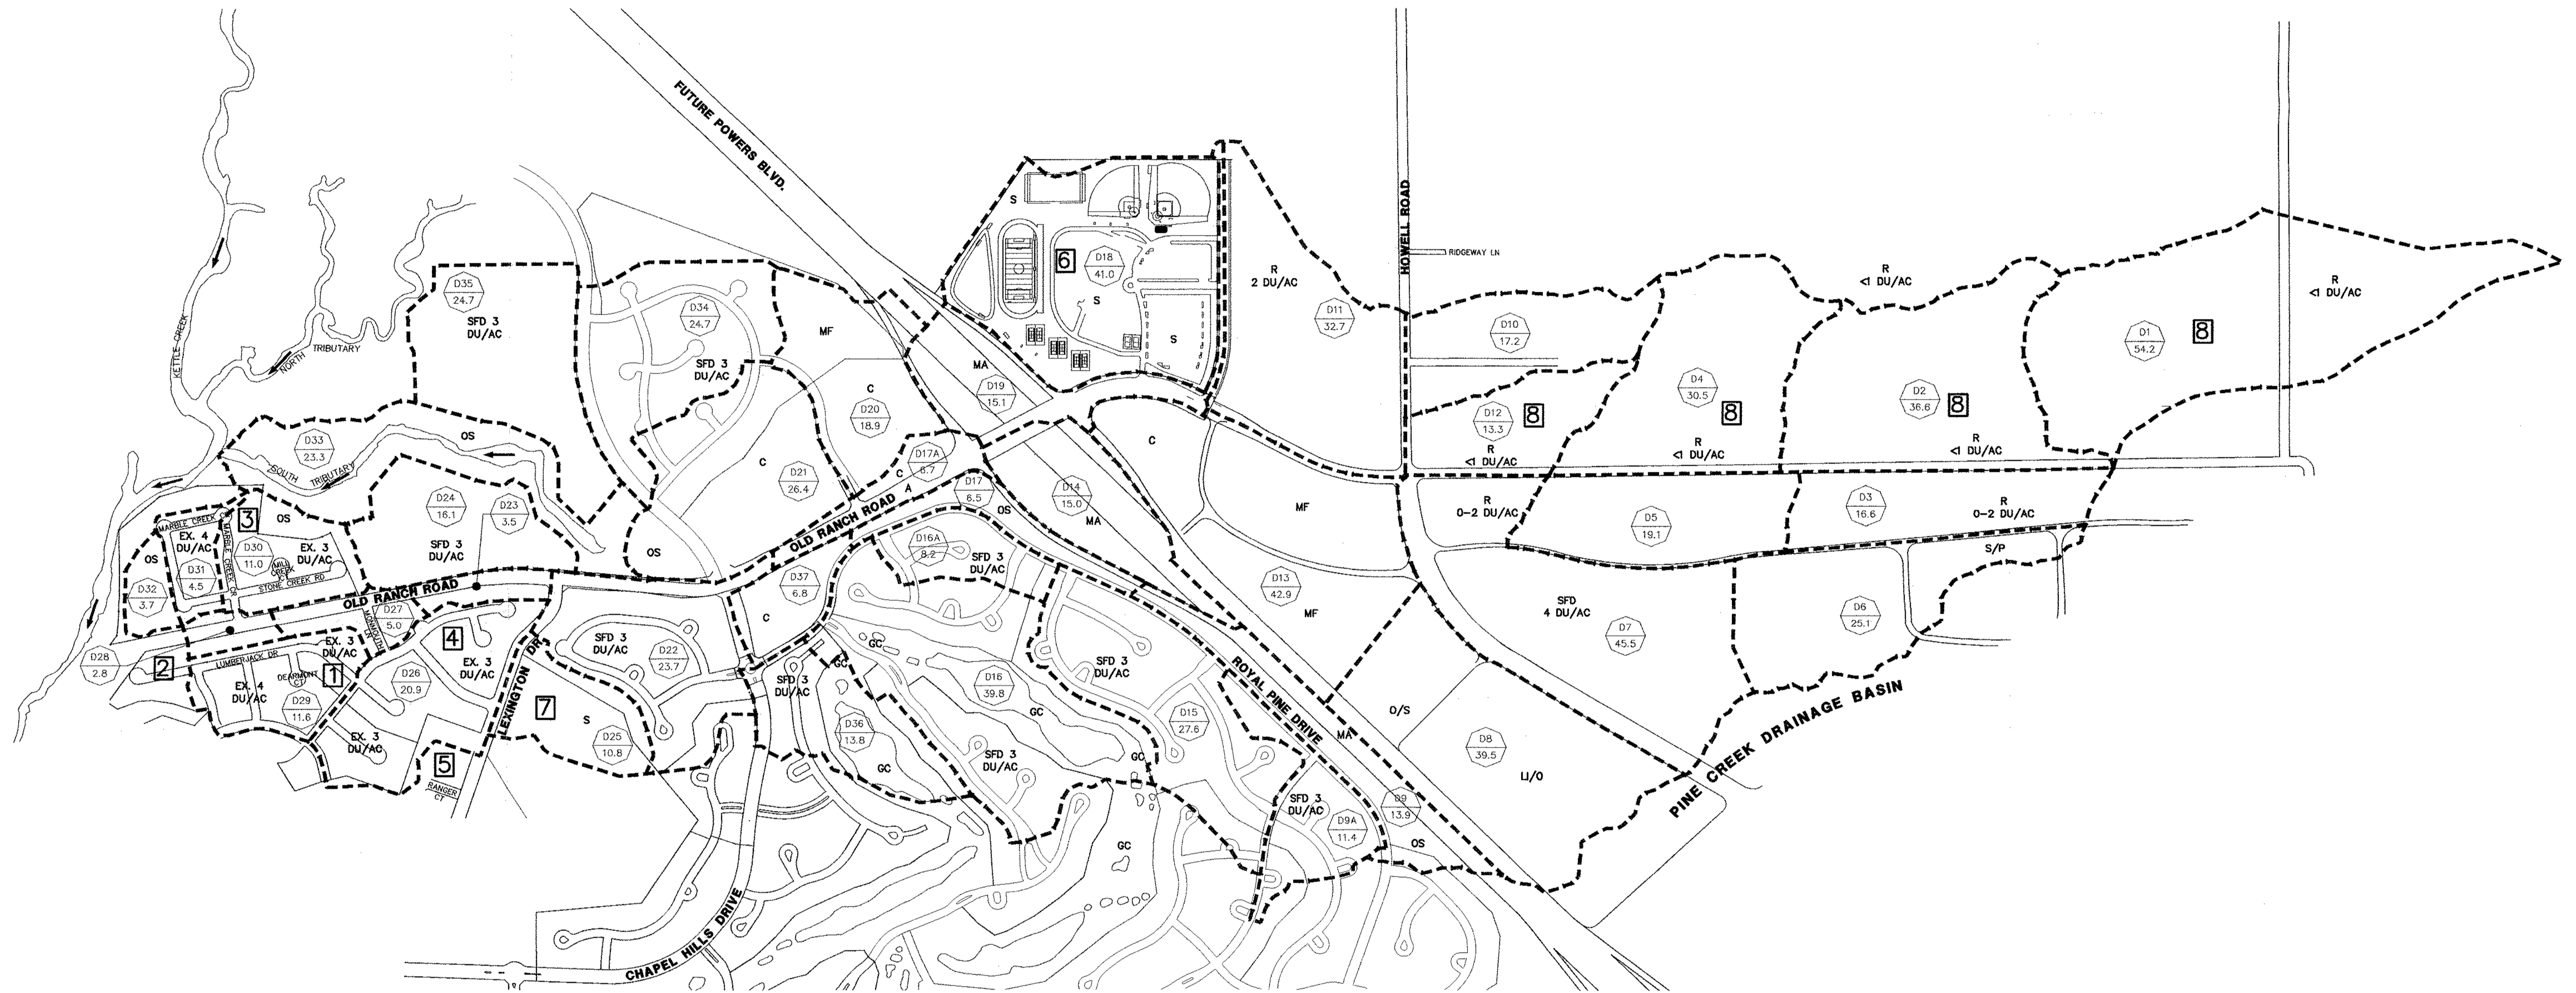 FUTURE POWERS BLVD.
HOWELL ROAD
RIDGEWAY LN
KETTLE CREEK
NORTH
TRIBUTARY
D35
24.7
SFD 3
DU/AC
D34
24.7
SFD 3
DU/AC
MF
S
6
D18
41.0
S
S
R
2 DU/AC
D11
32.7
D10
17.2
R
<1 DU/AC
R
<1 DU/AC
D1
54.2
8
MA
D19
15.1
C
D20
18.9
D4
30.5
8
D2
36.6
8
D12
13.3
8
R
<1 DU/AC
R
<1 DU/AC
R
<1 DU/AC
D33
23.3
OS
SOUTH
TRIBUTARY
C
D21
26.4
C
D17A
6.7
A
C
D17
6.5
OS
D14
15.0
MA
MF
R
0-2 DU/AC
D5
19.1
D3
16.6
R
0-2 DU/AC
S/P
D24
16.1
D23
3.5
SFD 3
DU/AC
3
OS
MARBLE CREEK
MARBLE CREEK CR
EX. 4
DU/AC
OS
D31
4.5
D32
3.7
D30
11.0
EX. 3
DU/AC
MILL
CREEK
CT
STONE CREEK RD
OLD RANCH ROAD
OS
OLD RANCH ROAD
D16A
8.2
SFD 3
DU/AC
D37
6.8
C
D13
42.9
MF
SFD
4 DU/AC
D7
45.5
D6
25.1
D27
5.0
MONMOUTH
LN
4
EX. 3
DU/AC
EX. 3
DU/AC
LUMBERJACK DR
DEARMONT
CT
1
D28
2.8
2
EX. 4
DU/AC
D29
11.6
D26
20.9
EX. 3
DU/AC
5
RANGER
CT
LEXINGTON DR
7
S
D25
10.8
SFD 3
DU/AC
D22
23.7
SFD 3
DU/AC
GC
GC
D16
39.8
GC
D36
13.8
GC
SFD 3
DU/AC
SFD 3
DU/AC
D15
27.6
GC
GC
ROYAL PINE DRIVE
MA
O/S
D8
39.5
LI/O
SFD 3
DU/AC
D9A
11.4
D9
13.9
OS
PINE CREEK DRAINAGE BASIN
CHAPEL HILLS DRIVE